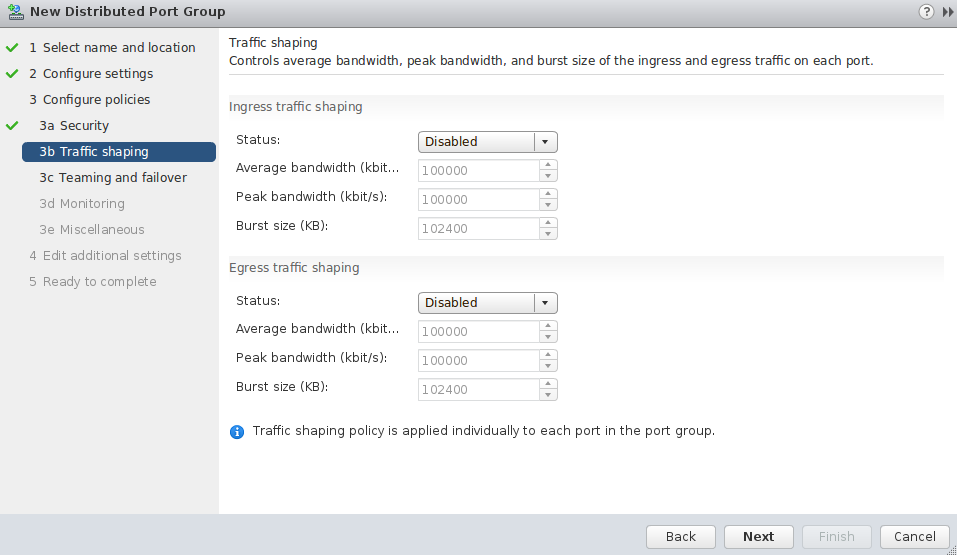 New Distributed Port Group
?
1 Select name and location
2 Configure settings
3 Configure policies
3a Security
3b Traffic shaping
3c Teaming and failover
3d Monitoring
3e Miscellaneous
4 Edit additional settings
5 Ready to complete
Traffic shaping
Controls average bandwidth, peak bandwidth, and burst size of the ingress and egress traffic on each port.
Ingress traffic shaping
Status: Disabled
Average bandwidth (kbit... 100000
Peak bandwidth (kbit/s): 100000
Burst size (KB): 102400
Egress traffic shaping
Status: Disabled
Average bandwidth (kbit... 100000
Peak bandwidth (kbit/s): 100000
Burst size (KB): 102400
Traffic shaping policy is applied individually to each port in the port group.
Back Next Finish Cancel